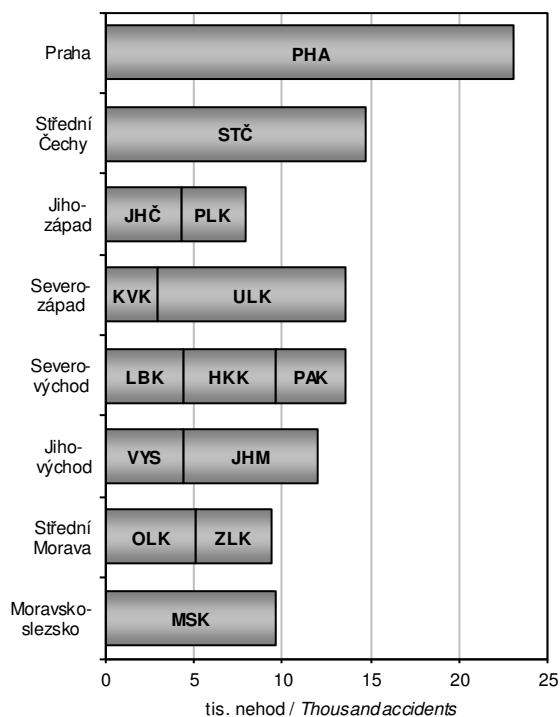 Praha
PHA
Střední
Čechy
STČ
Jiho-
západ
JHČ PLK
Severo-
západ
KVK ULK
Severo-
východ
LBK HKK PAK
Jiho-
východ
VYS JHM
Střední
Morava
OLK ZLK
Moravsko-
slezsko
MSK
0 5 10 15 20 25
tis. nehod / Thousand accidents